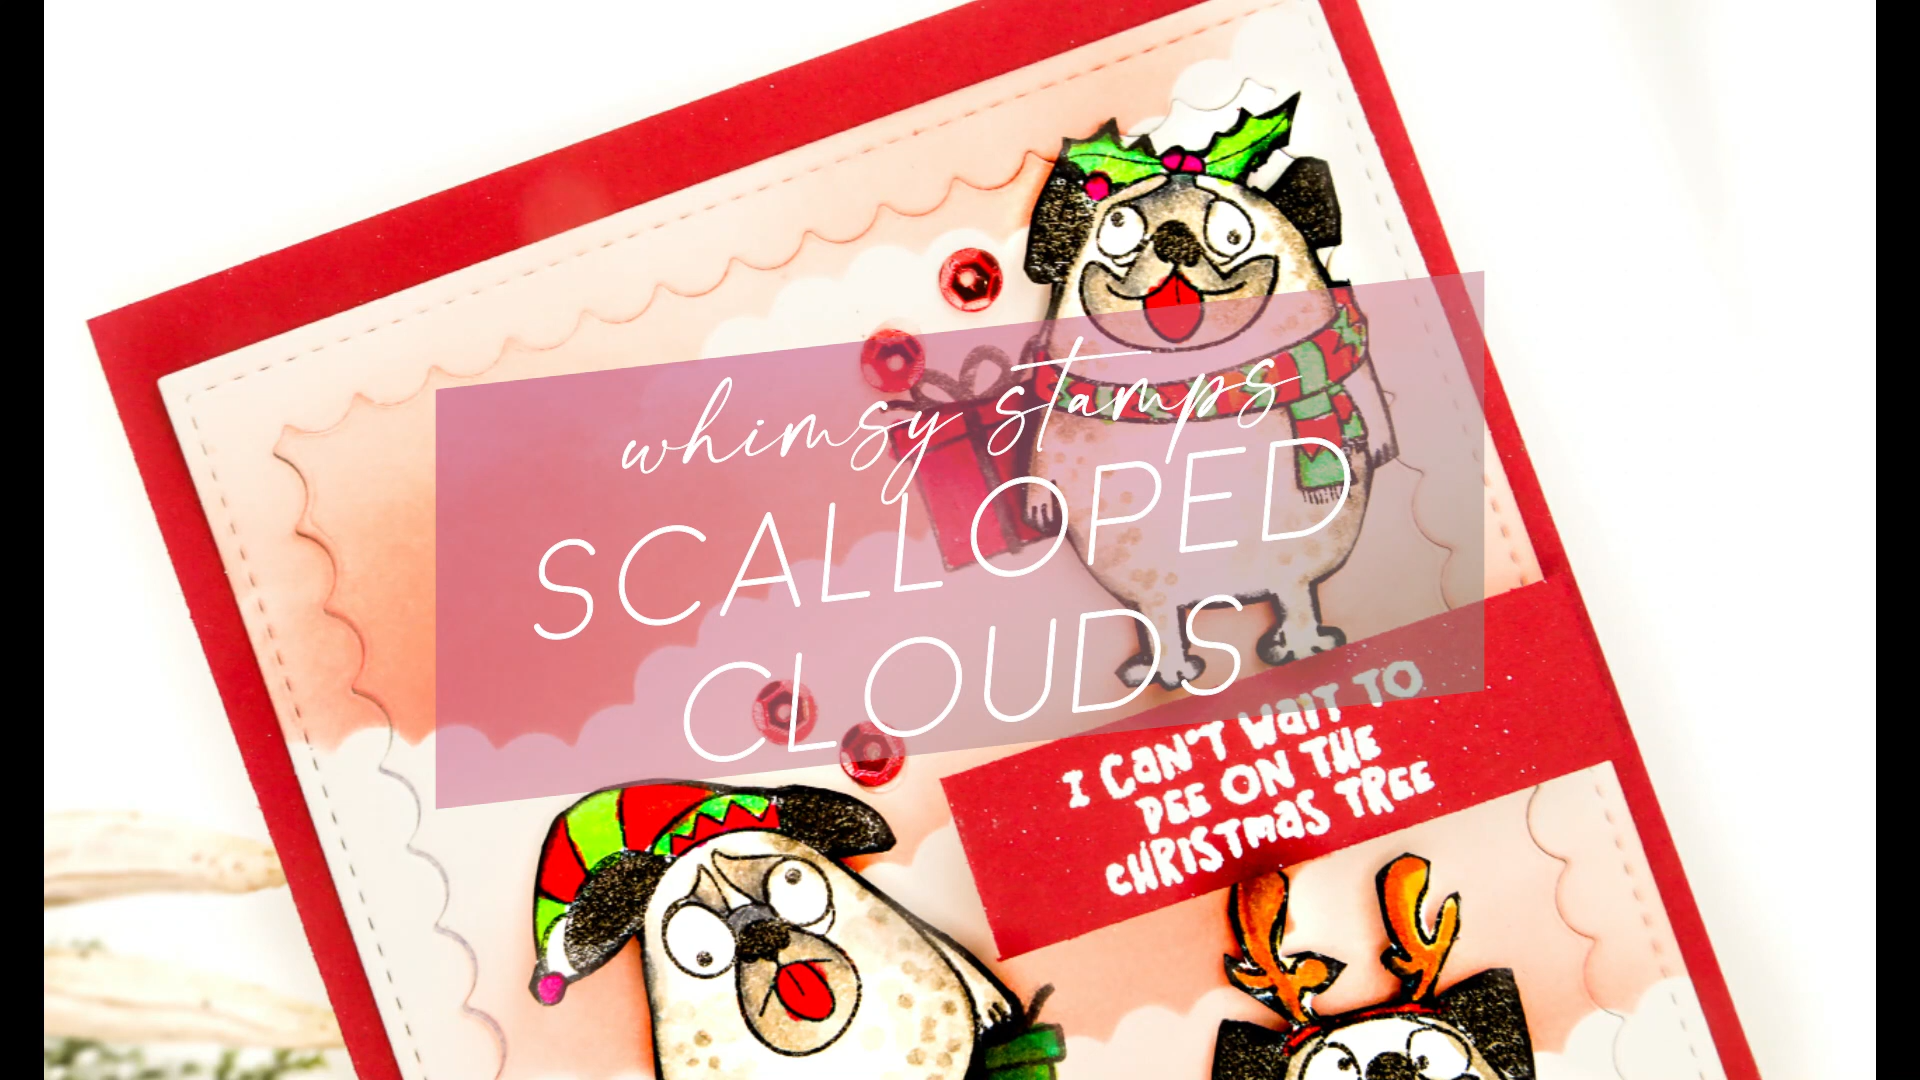 whimsy stamps
SCALLOPED
CLOUDS
I CAN'T WAIT TO
PEE ON THE
CHRISTMAS TREE